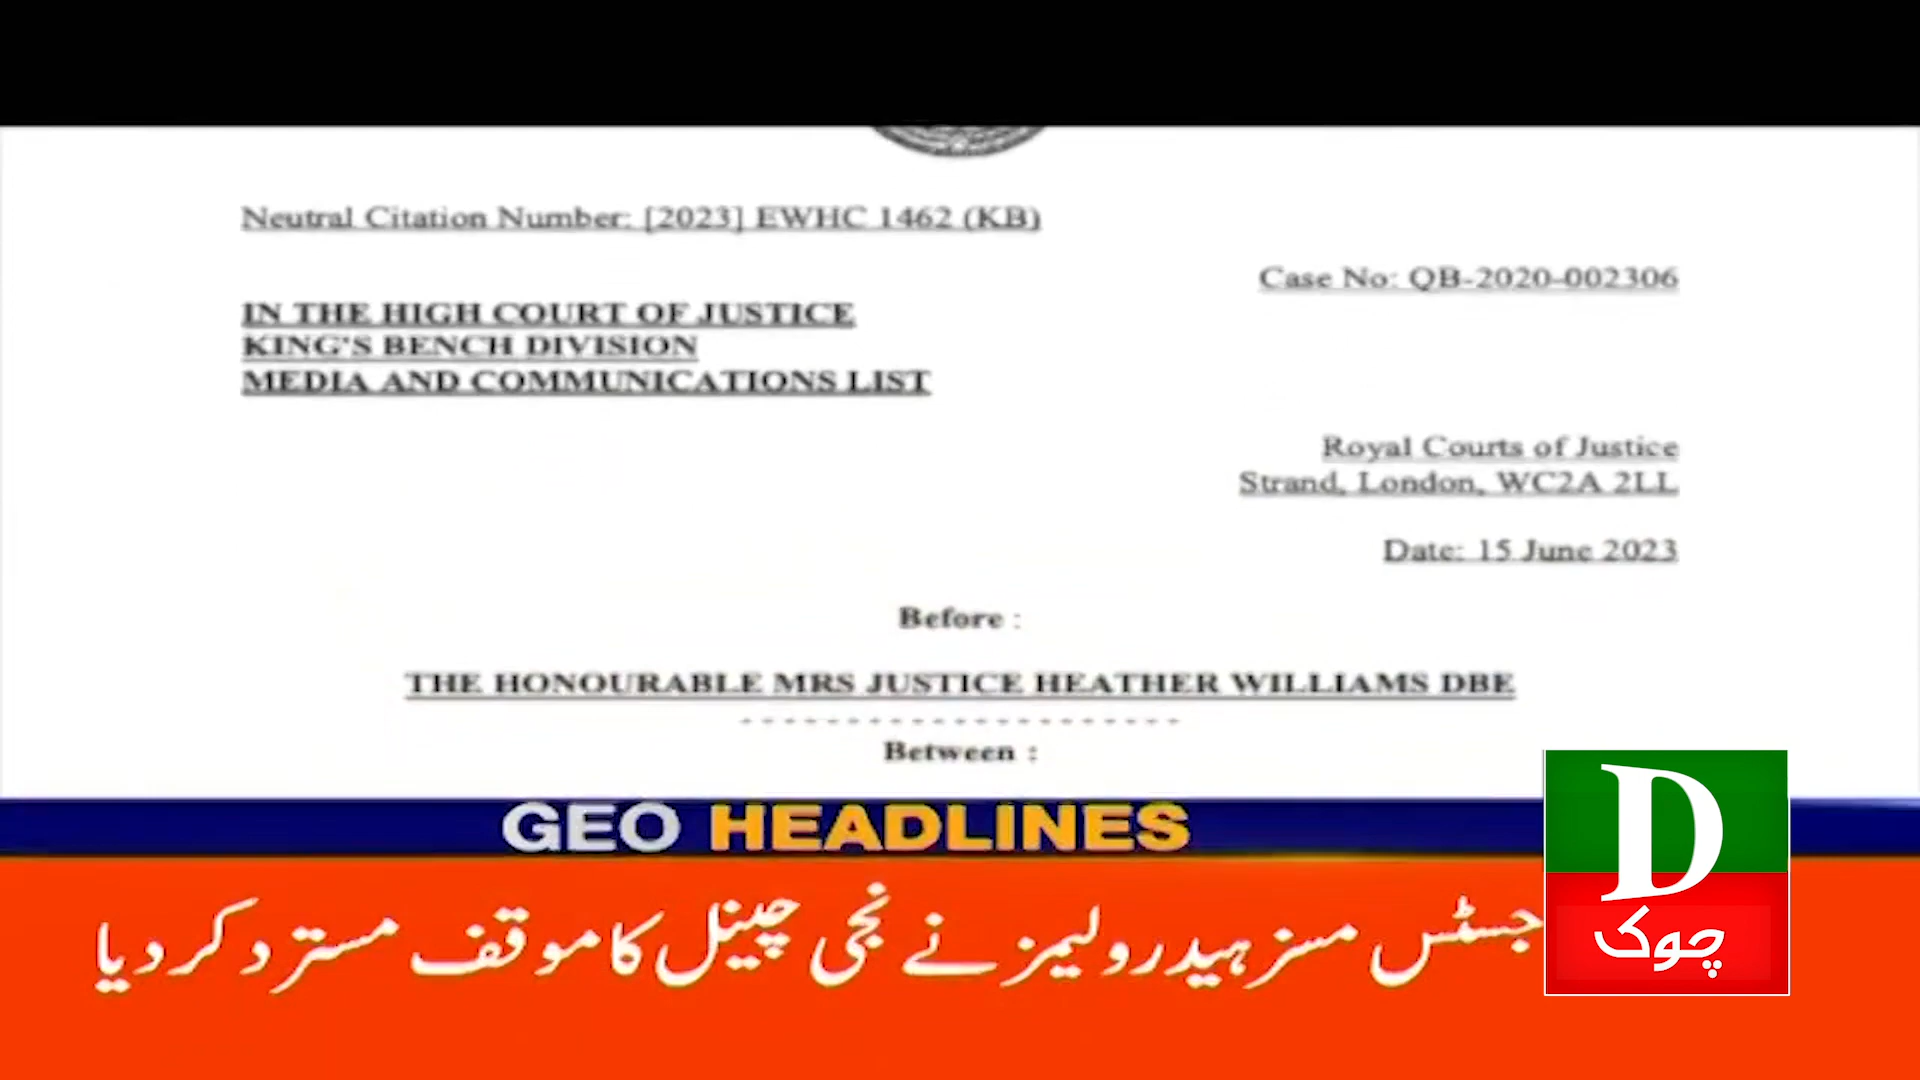 Neutral Citation Number: [2023] EWHC 1462 (KB)
Case No: QB-2020-002306
IN THE HIGH COURT OF JUSTICE
KING'S BENCH DIVISION
MEDIA AND COMMUNICATIONS LIST
Royal Courts of Justice
Strand, London, WC2A 2LL
Date: 15 June 2023
Before :
THE HONOURABLE MRS JUSTICE HEATHER WILLIAMS DBE
- - - - - - - - - - - - - - - - - - - - -
Between :
GEO HEADLINES
جسٹس مسز ہیدر ولیمز نے نجی چینل کا موقف مسترد کر دیا
D
چوک